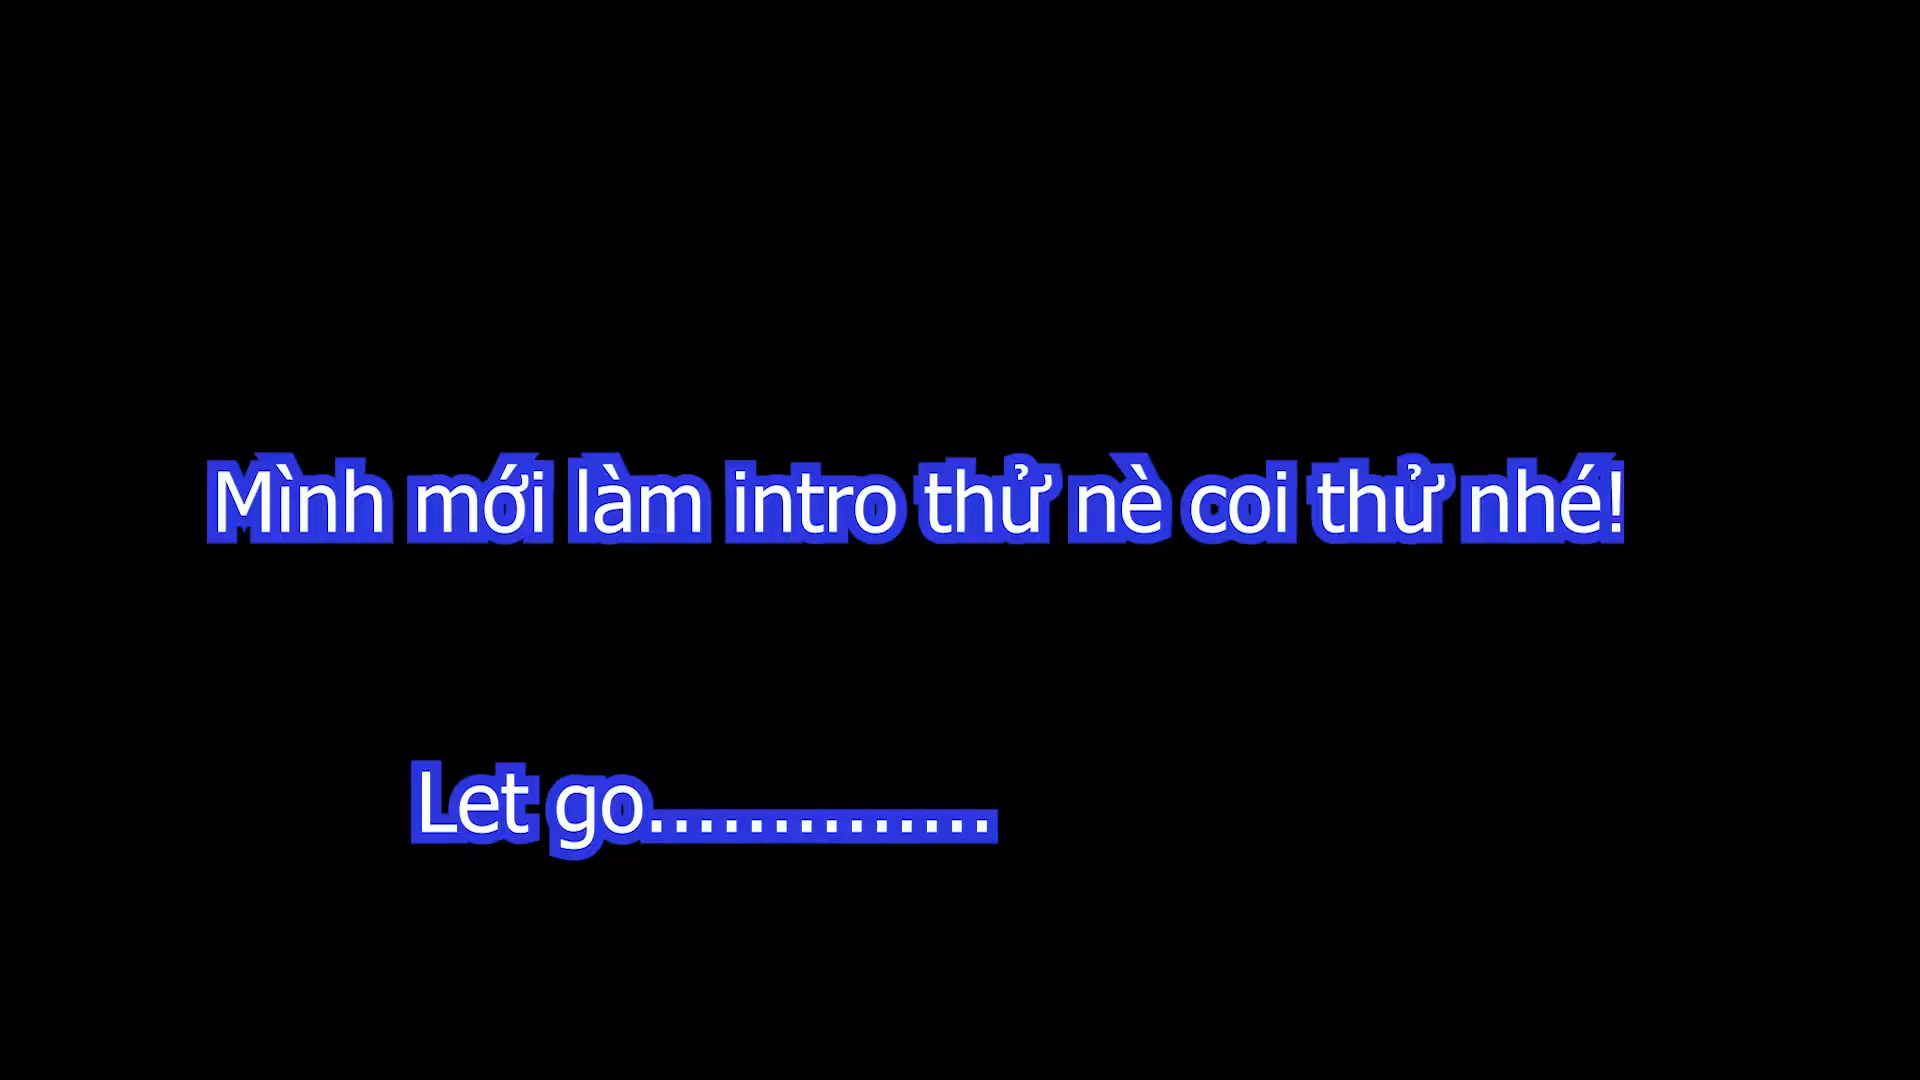 Mình mới làm intro thử nè coi thử nhé!
Let go..............